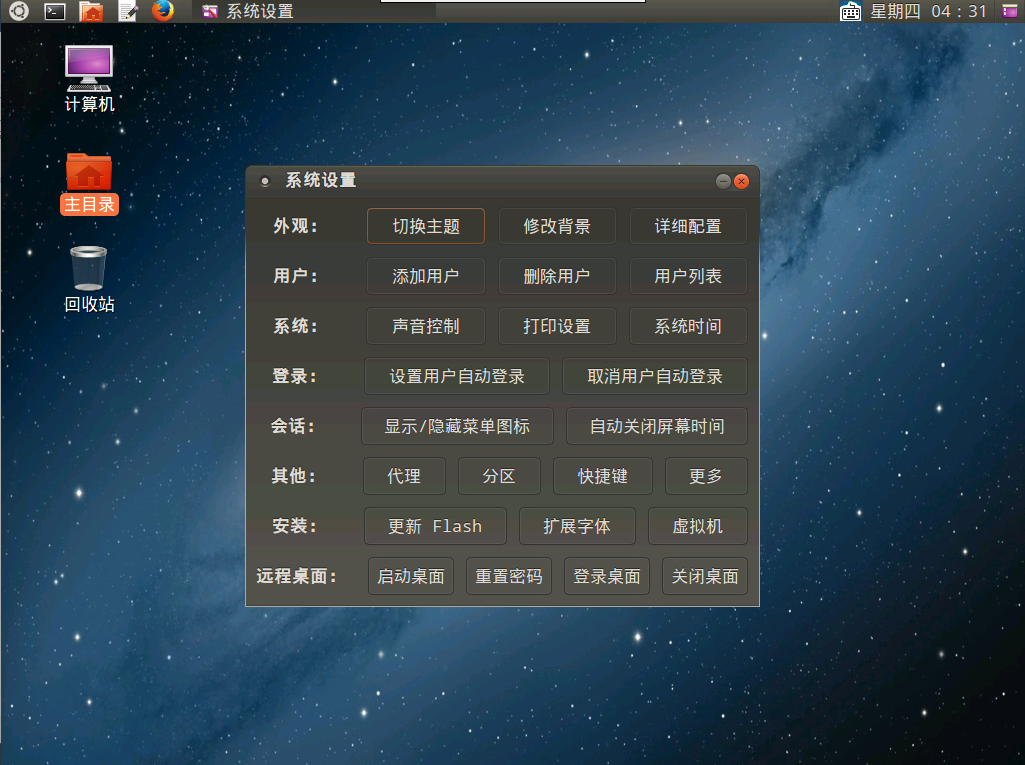 系统设置
星期四 04：31
计算机
主目录
回收站
系统设置
外观： 切换主题 修改背景 详细配置
用户： 添加用户 删除用户 用户列表
系统： 声音控制 打印设置 系统时间
登录： 设置用户自动登录 取消用户自动登录
会话： 显示/隐藏菜单图标 自动关闭屏幕时间
其他： 代理 分区 快捷键 更多
安装： 更新 Flash 扩展字体 虚拟机
远程桌面： 启动桌面 重置密码 登录桌面 关闭桌面